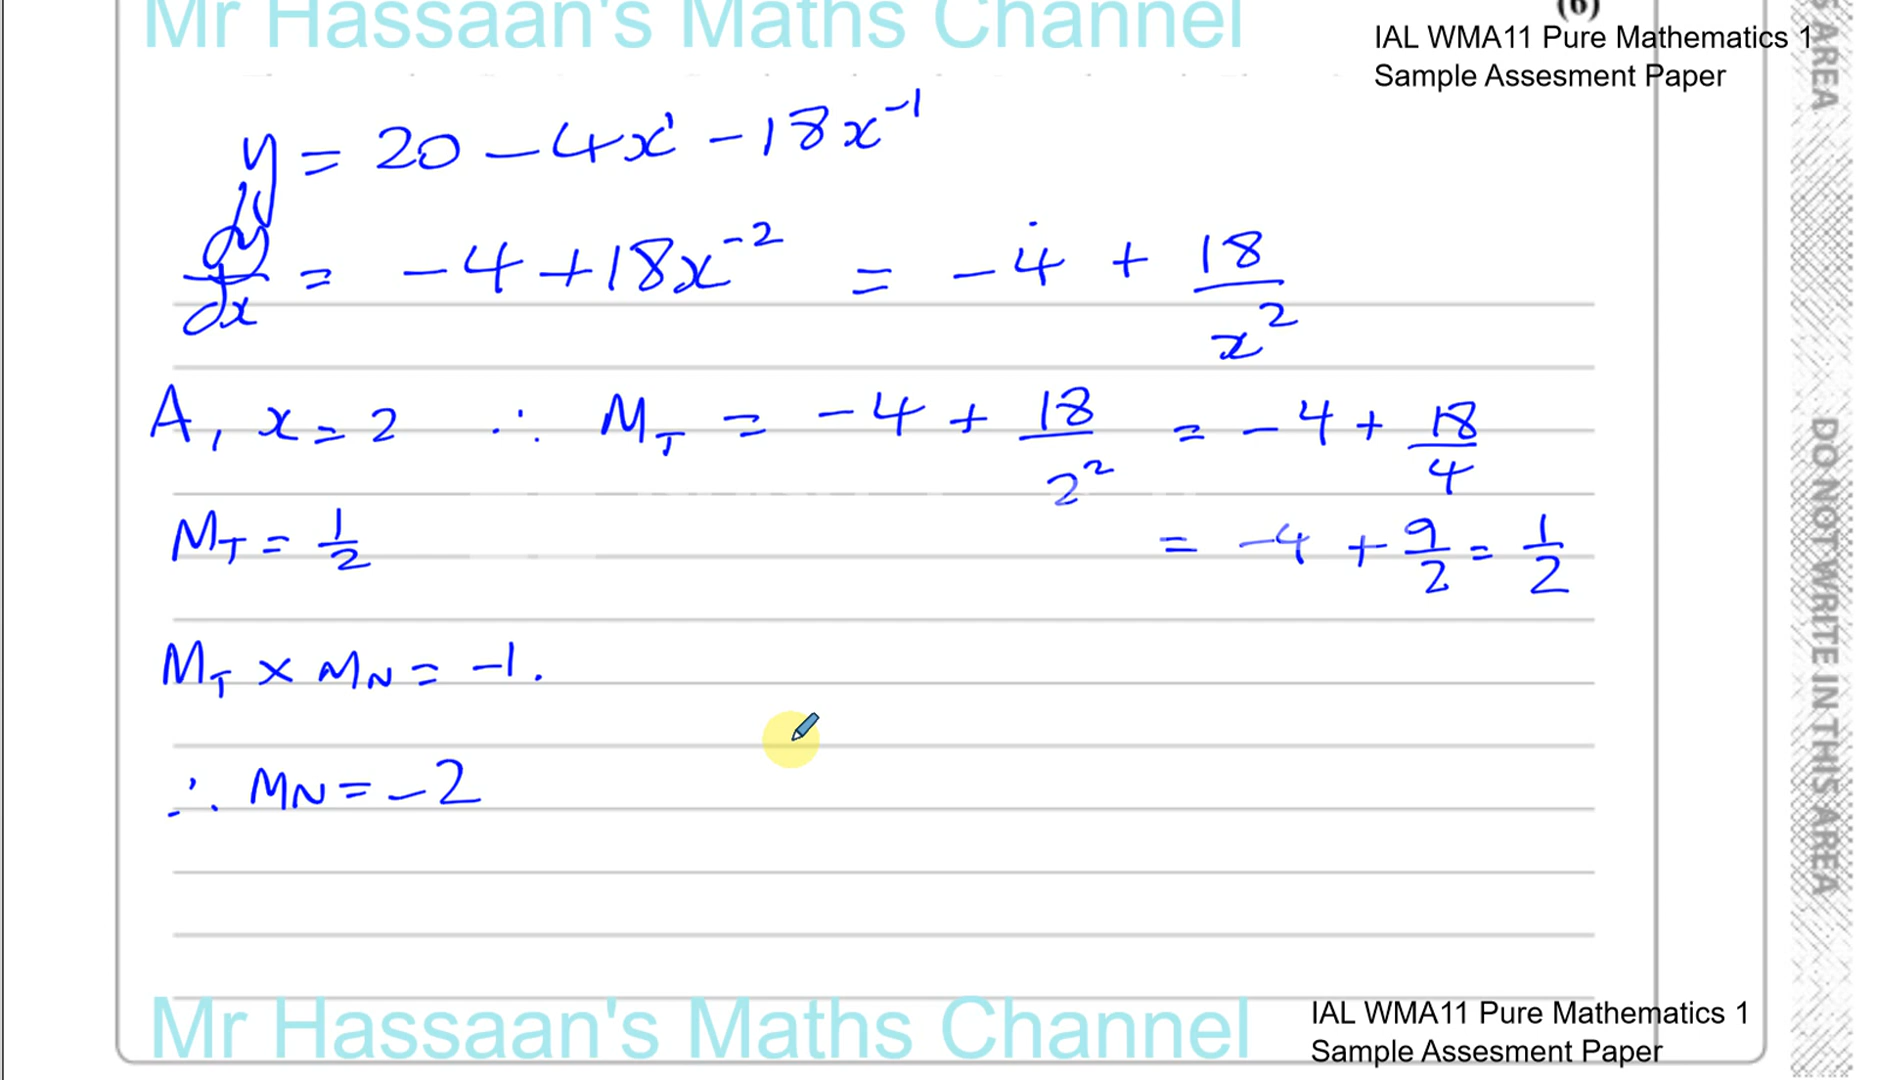 Mr Hassaan's Maths Channel
(6)
IAL WMA11 Pure Mathematics 1
Sample Assesment Paper
y = 20 - 4x¹ - 18x⁻¹
dy/dx = -4 + 18x⁻² = -4 + 18/x²
A, x = 2 ∴ M_T = -4 + 18/2² = -4 + 18/4
M_T = 1/2
= -4 + 9/2 = 1/2
M_T × M_N = -1.
∴ M_N = -2
Mr Hassaan's Maths Channel
IAL WMA11 Pure Mathematics 1
Sample Assesment Paper
S AREA
DO NOT WRITE IN THIS AREA